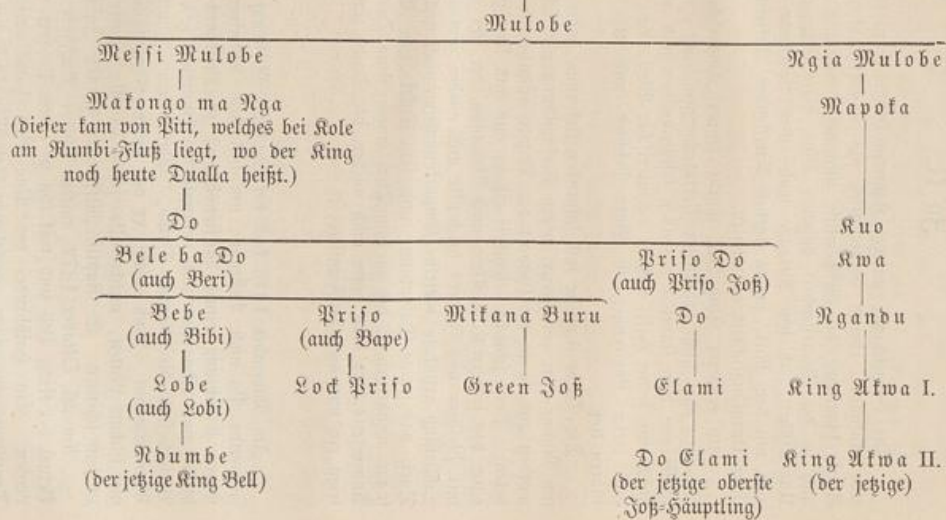 Mulobe
Messi Mulobe Ngia Mulobe
Makongo ma Nga Mapoka
(dieser kam von Piti, welches bei Kole
am Rumbi-Fluß liegt, wo der King
noch heute Dualla heißt.)
Do Kuo
Bele ba Do Priso Do Kwa
(auch Beri) (auch Priso Joß)
Bebe Priso Mikana Buru Do Ngandu
(auch Bibi) (auch Bape)
Lobe Lock Priso Green Joß Elami King Akwa I.
(auch Lobi)
Ndumbe Do Elami King Akwa II.
(der jetzige King Bell) (der jetzige oberste (der jetzige)
Joß-Häuptling)